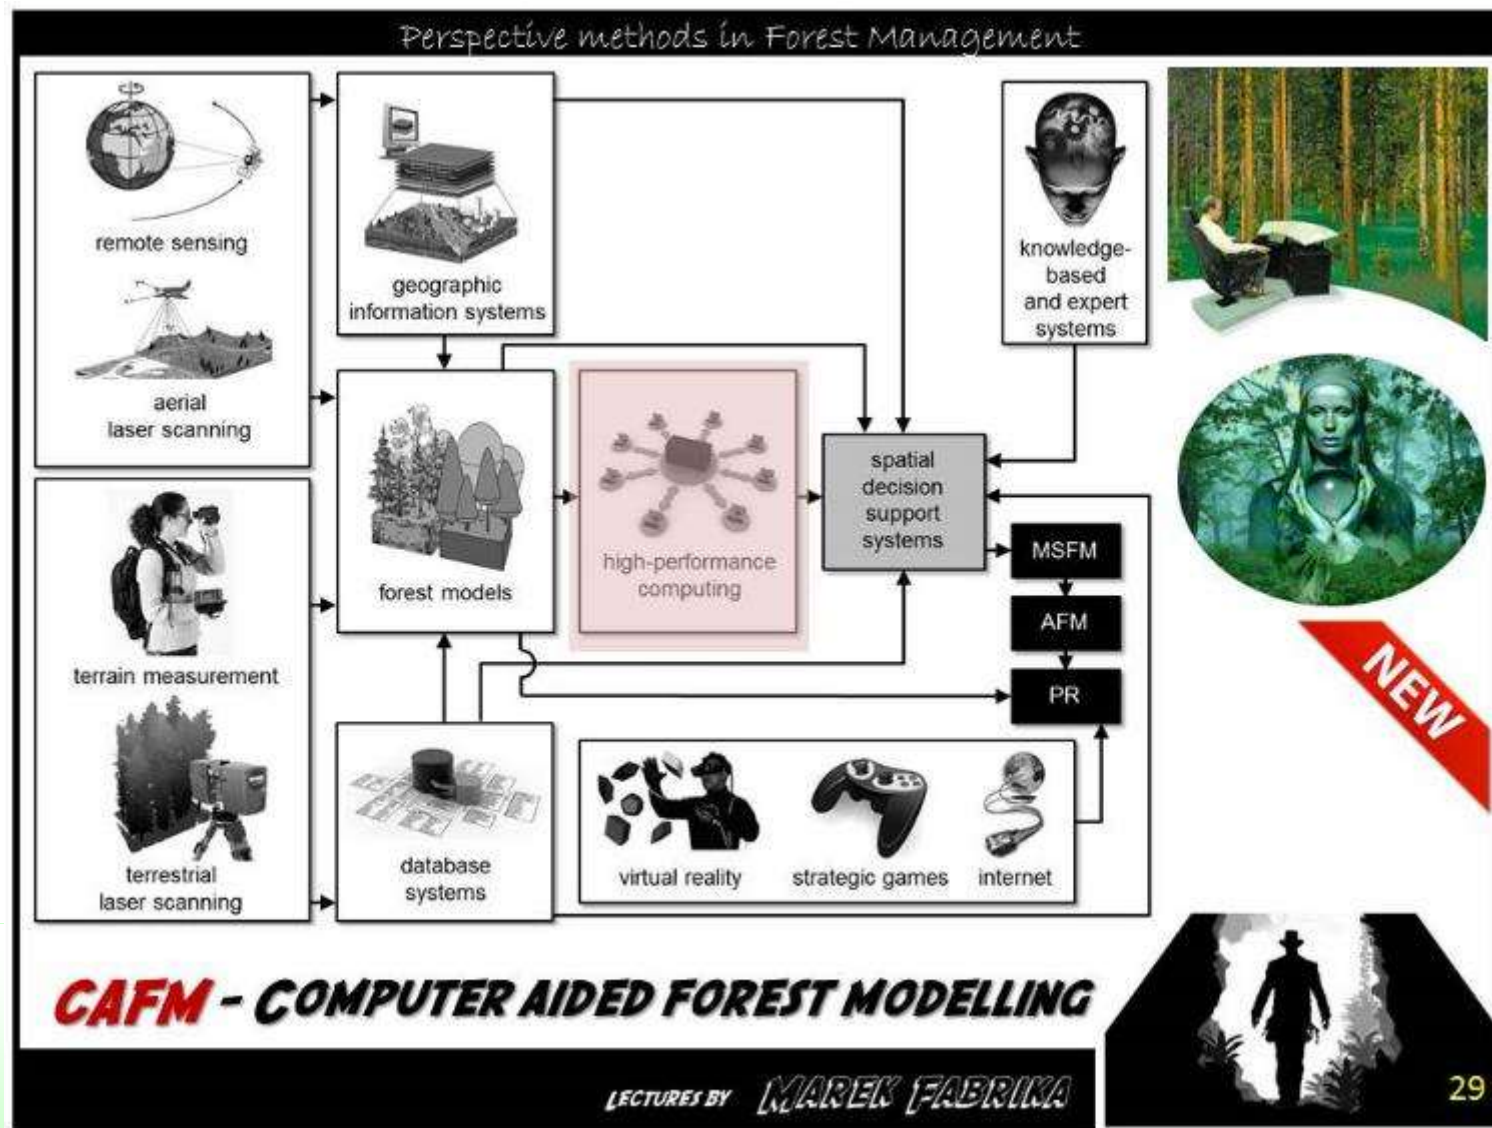 Perspective methods in Forest Management
remote sensing
aerial
laser scanning
terrain measurement
terrestrial
laser scanning
geographic
information systems
forest models
database
systems
high-performance
computing
spatial
decision
support
systems
knowledge-
based
and expert
systems
MSFM
AFM
PR
virtual reality
strategic games
internet
NEW
CAFM - COMPUTER AIDED FOREST MODELLING
LECTURES BY MAREK FABRIKA
29